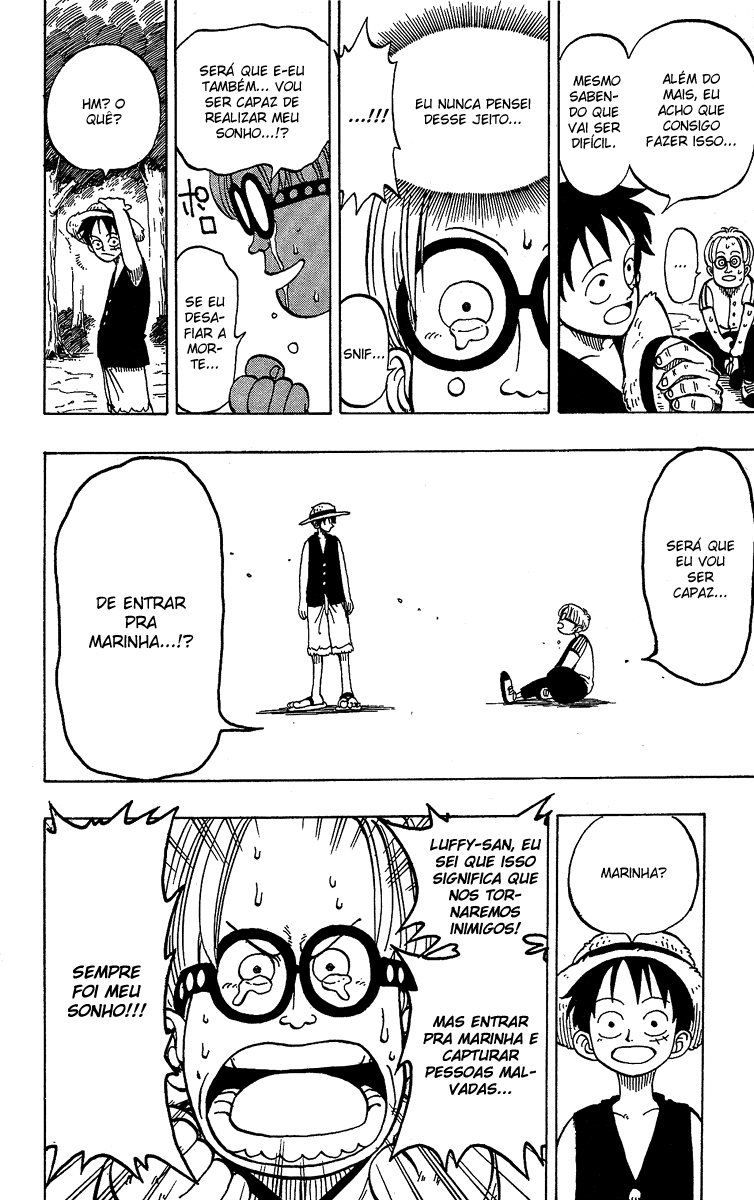 ALÉM DO
MAIS, EU
ACHO QUE
CONSIGO
FAZER ISSO...
MESMO
SABEN-
DO QUE
VAI SER
DIFÍCIL.
...
EU NUNCA PENSEI
DESSE JEITO...
...!!!
SNIF...
SERÁ QUE E-EU
TAMBÉM... VOU
SER CAPAZ DE
REALIZAR MEU
SONHO...!?
SE EU
DESA-
FIAR A
MOR-
TE...
HM? O
QUÊ?
SERÁ QUE
EU VOU
SER
CAPAZ...
DE ENTRAR
PRA
MARINHA...!?
MARINHA?
LUFFY-SAN, EU
SEI QUE ISSO
SIGNIFICA QUE
NOS TOR-
NAREMOS
INIMIGOS!
MAS ENTRAR
PRA MARINHA E
CAPTURAR
PESSOAS MAL-
VADAS...
SEMPRE
FOI MEU
SONHO!!!